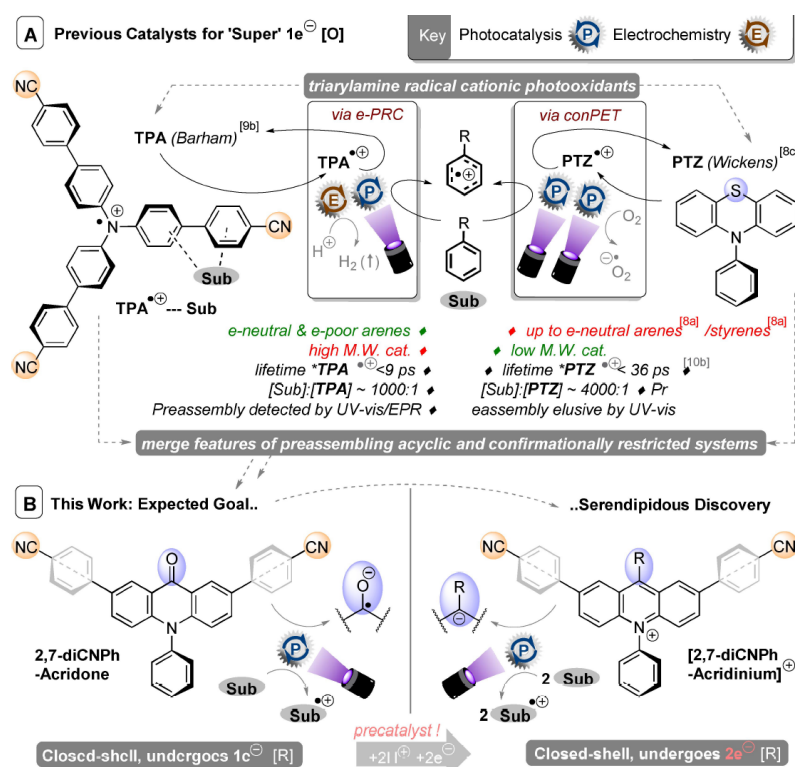 A Previous Catalysts for 'Super' 1e⊖ [O]
Key Photocatalysis P Electrochemistry E
NC
triarylamine radical cationic photooxidants
via e-PRC
via conPET
R
TPA (Barham)[9b]
TPA•⊕
PTZ•⊕
PTZ (Wickens)[8c]
•⊕
S
N
E P
P P
O2
⊖•O2
H⊕
H2 (↑)
N•⊕
CN
Sub
Sub
N
NC
TPA•⊕ --- Sub
e-neutral & e-poor arenes ♦
♦ up to e-neutral arenes[8a] /styrenes[8a]
high M.W. cat. ♦
♦ low M.W. cat.
lifetime *TPA•⊕<9 ps ♦
♦ lifetime *PTZ•⊕< 36 ps ♦[10b]
[Sub]:[TPA] ~ 1000:1 ♦
[Sub]:[PTZ] ~ 4000:1 ♦ Pr
Preassembly detected by UV-vis/EPR ♦
eassembly elusive by UV-vis
merge features of preassembling acyclic and confirmationally restricted systems
B This Work: Expected Goal..
..Serendipidous Discovery
NC
O
CN
O⊖
•
R
⊖
NC
R
CN
N
N⊕
2,7-diCNPh
-Acridone
P
P
[2,7-diCNPh
-Acridinium]⊕
Sub
Sub•⊕
2 Sub
2 Sub•⊕
precatalyst !
Closed-shell, undergoes 1e⊖ [R]
+2H⊕ +2e⊖
Closed-shell, undergoes 2e⊖ [R]